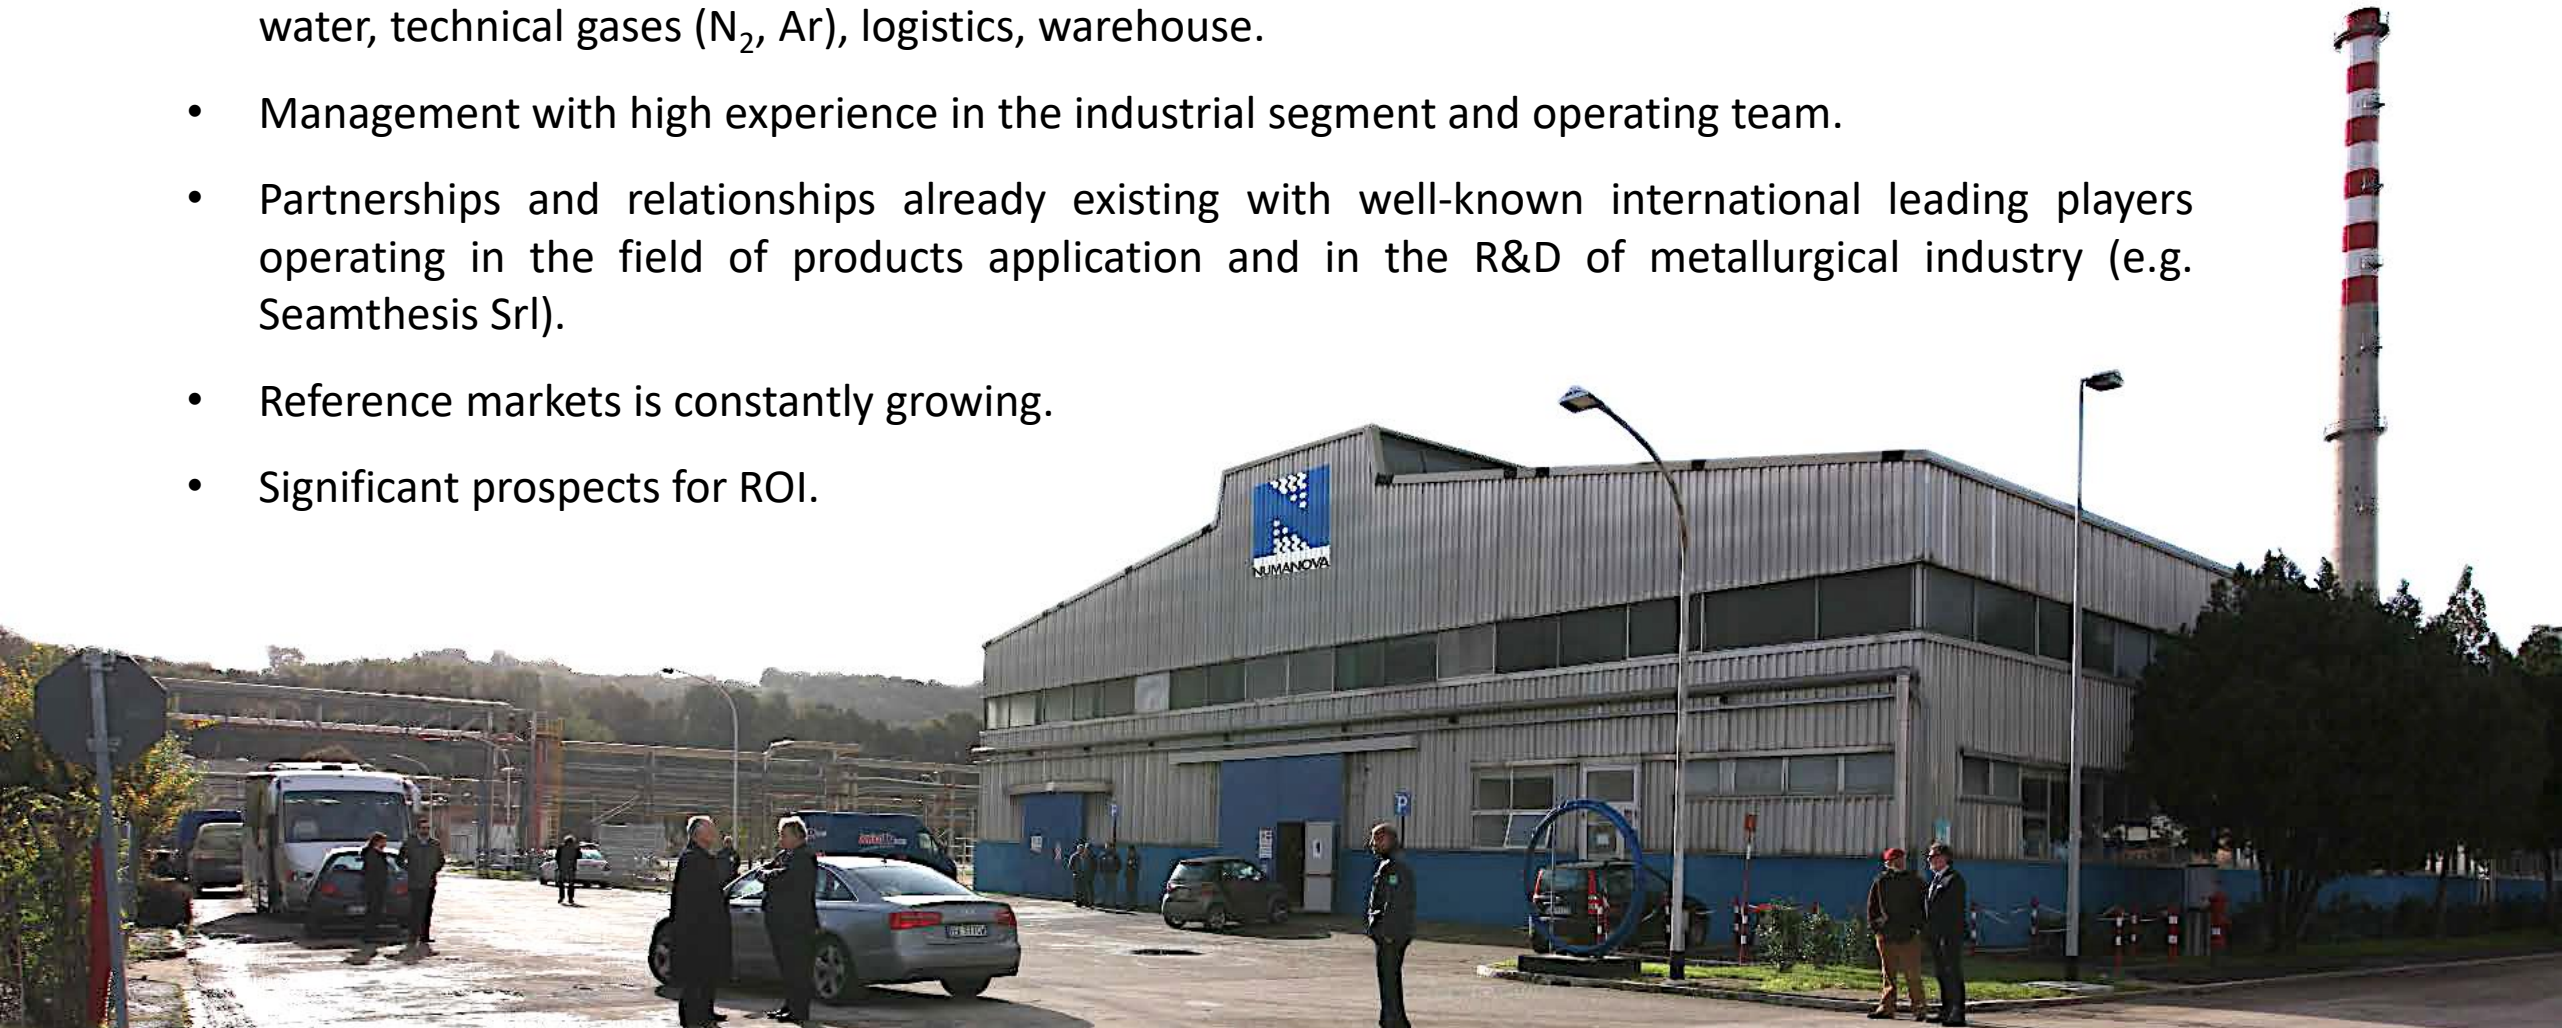 water, technical gases (N₂, Ar), logistics, warehouse.
• Management with high experience in the industrial segment and operating team.
• Partnerships and relationships already existing with well-known international leading players
operating in the field of products application and in the R&D of metallurgical industry (e.g.
Seamthesis Srl).
• Reference markets is constantly growing.
• Significant prospects for ROI.
N
NUMANOVA
P
P